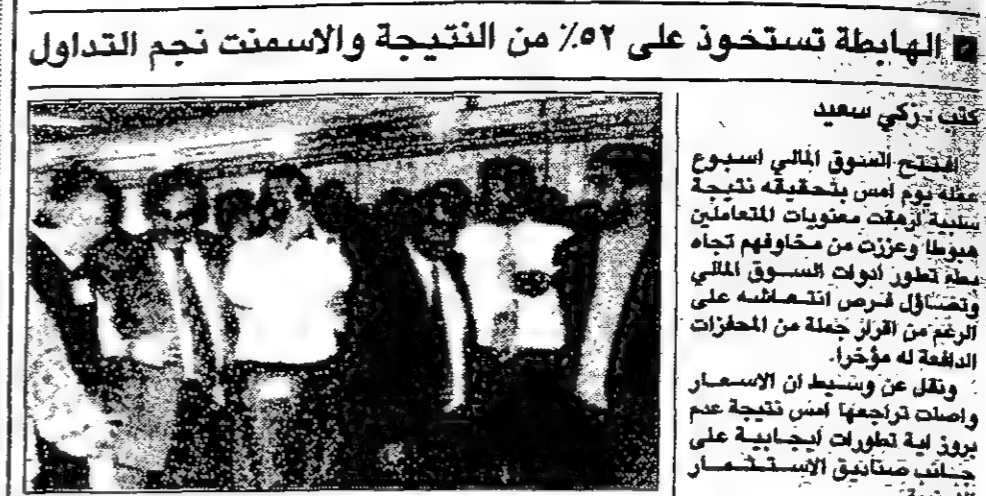 الهابطة تستحوذ على ٥٢٪ من النتيجة والاسمنت نجم التداول
كتب - زكي سعيد
افتتح السوق المالي اسبوع
عمله يوم امس بتحقيقه نتيجة
سلبية ارهقت معنويات المتعاملين
هبوطا وعززت من مخاوفهم تجاه
بطء تطور ادوات السوق المالي
وتضاؤل فرص انتعاشه على
الرغم من اقرار جملة من المحفزات
الدافعة له مؤخرا.
ونقل عن وسيط ان الاسعار
واصلت تراجعها امس نتيجة عدم
بروز اية تطورات ايجابية على
جانب صناديق الاستثمار